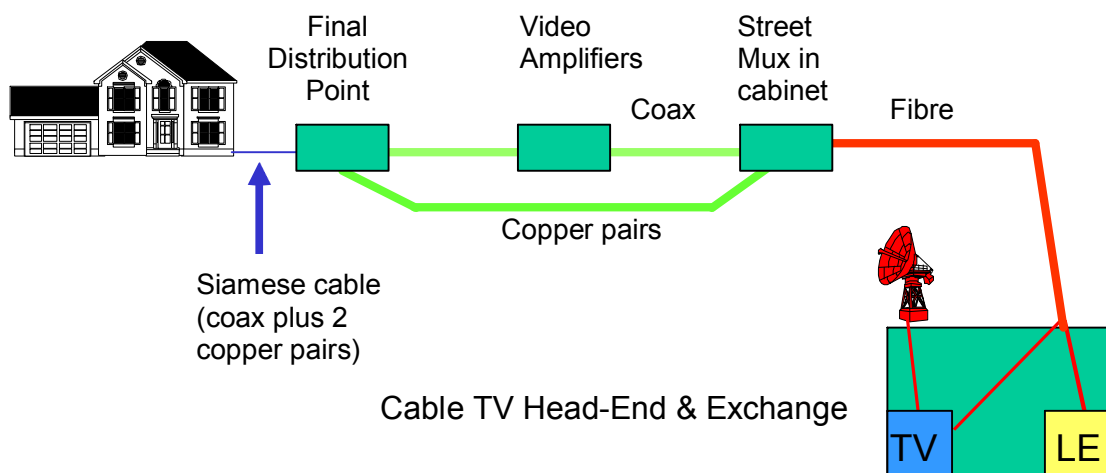 Final
Distribution
Point
Video
Amplifiers
Street
Mux in
cabinet
Coax
Fibre
Copper pairs
Siamese cable
(coax plus 2
copper pairs)
Cable TV Head-End & Exchange
TV
LE